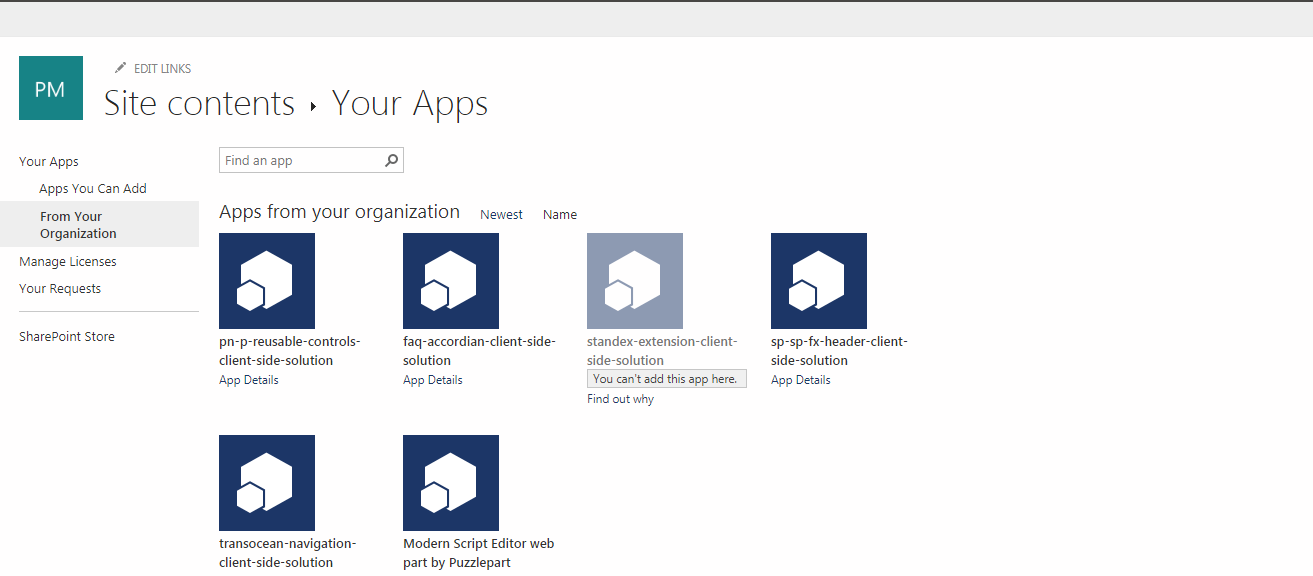 PM
EDIT LINKS
Site contents ▸ Your Apps
Your Apps
Apps You Can Add
From Your
Organization
Manage Licenses
Your Requests
SharePoint Store
Find an app
Apps from your organization Newest Name
pn-p-reusable-controls-
client-side-solution
App Details
faq-accordian-client-side-
solution
App Details
standex-extension-client-
side-solution
You can't add this app here.
Find out why
sp-sp-fx-header-client-
side-solution
App Details
transocean-navigation-
client-side-solution
Modern Script Editor web
part by Puzzlepart